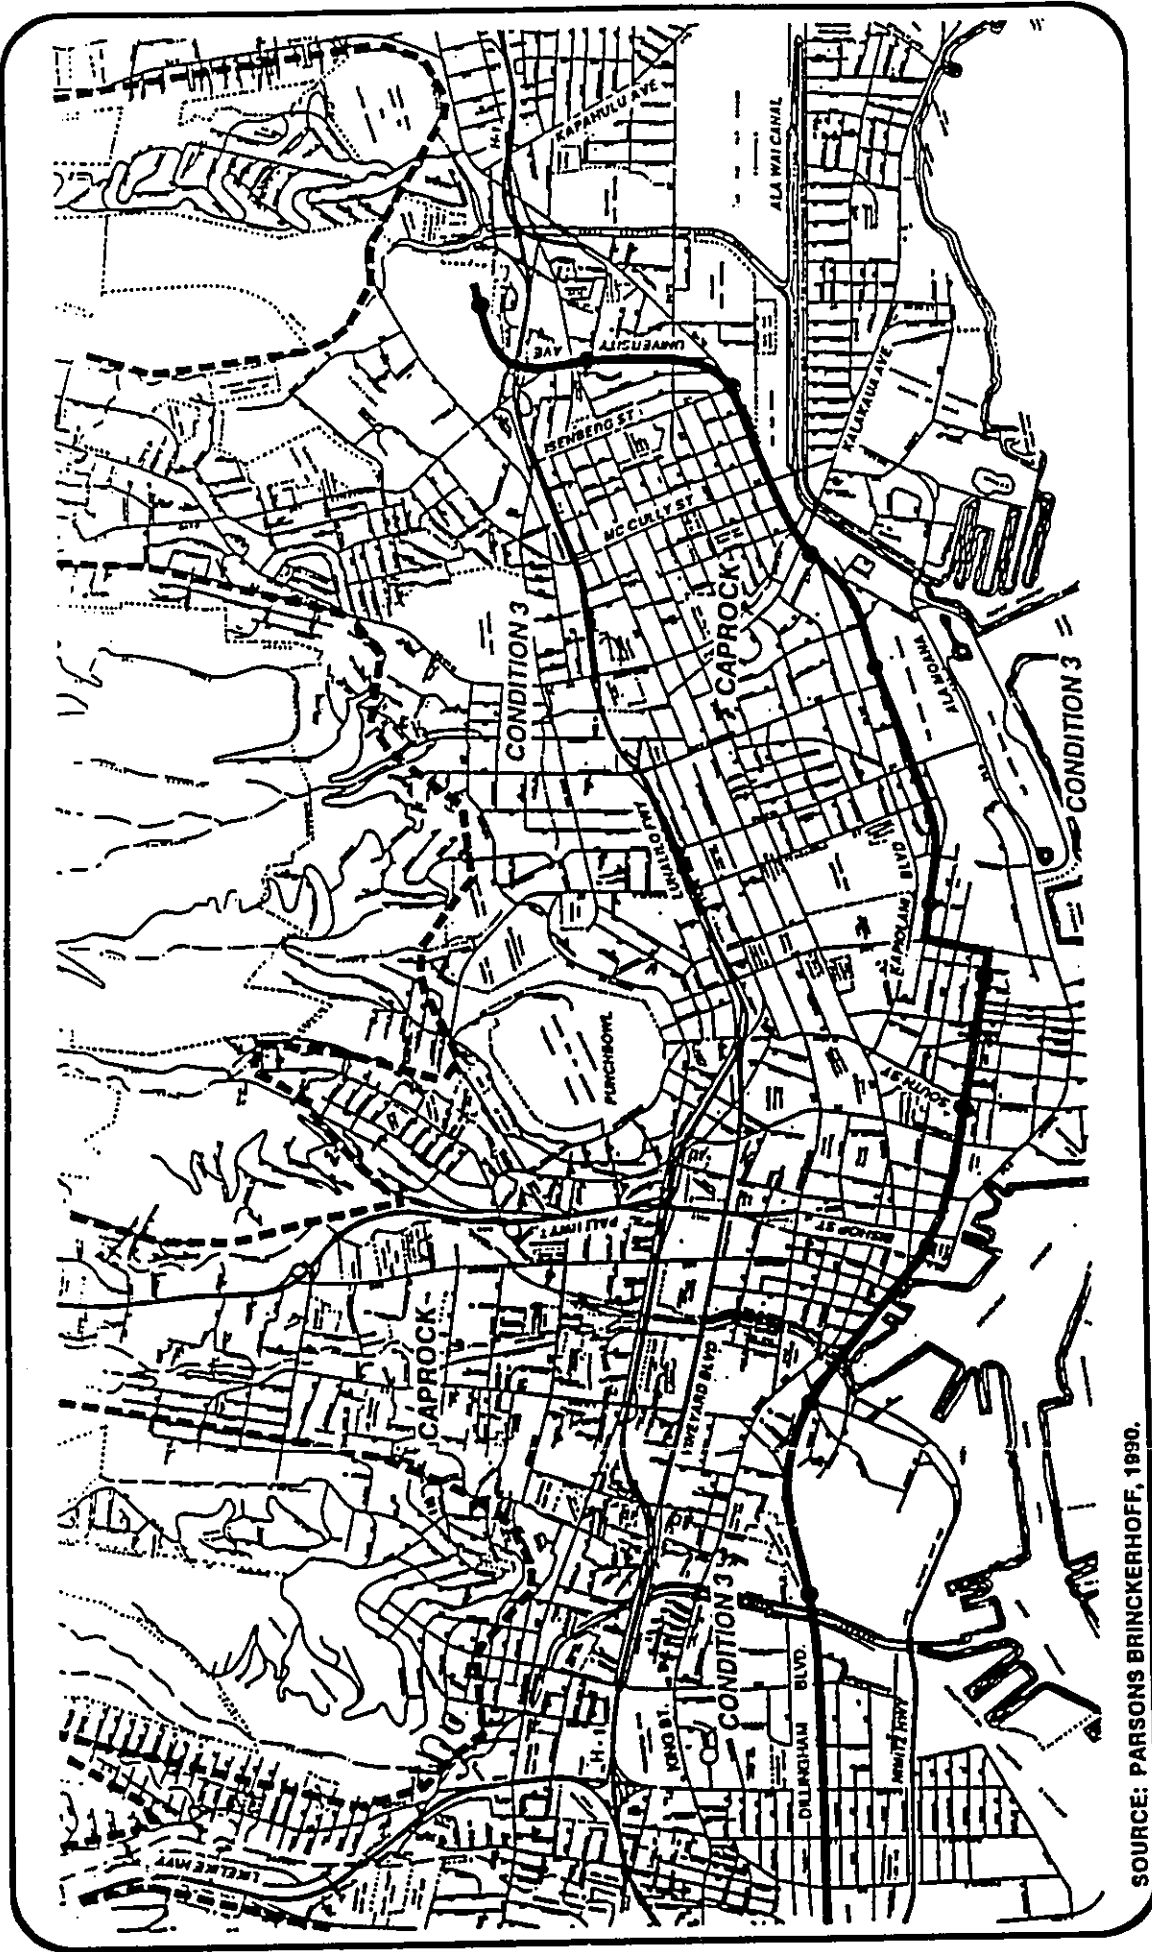 KAPAHULU AVE
H-1
ALA WAI CANAL
UNIVERSITY
AVE
ISENBERG ST.
KALAKAUA AVE
MC CULLY ST
CAPROCK
CONDITION 3
ALA MOANA
CONDITION 3
LUNALILO FWY
KAPIOLANI BLVD
PUNCHBOWL
SOUTH ST
PALI HWY
BISHOP ST
CAPROCK
VINEYARD BLVD
CONDITION 3
KING ST.
H-1
DILLINGHAM BLVD.
NIMITZ HWY
LIKELIKE HWY
SOURCE: PARSONS BRINCKERHOFF, 1990.